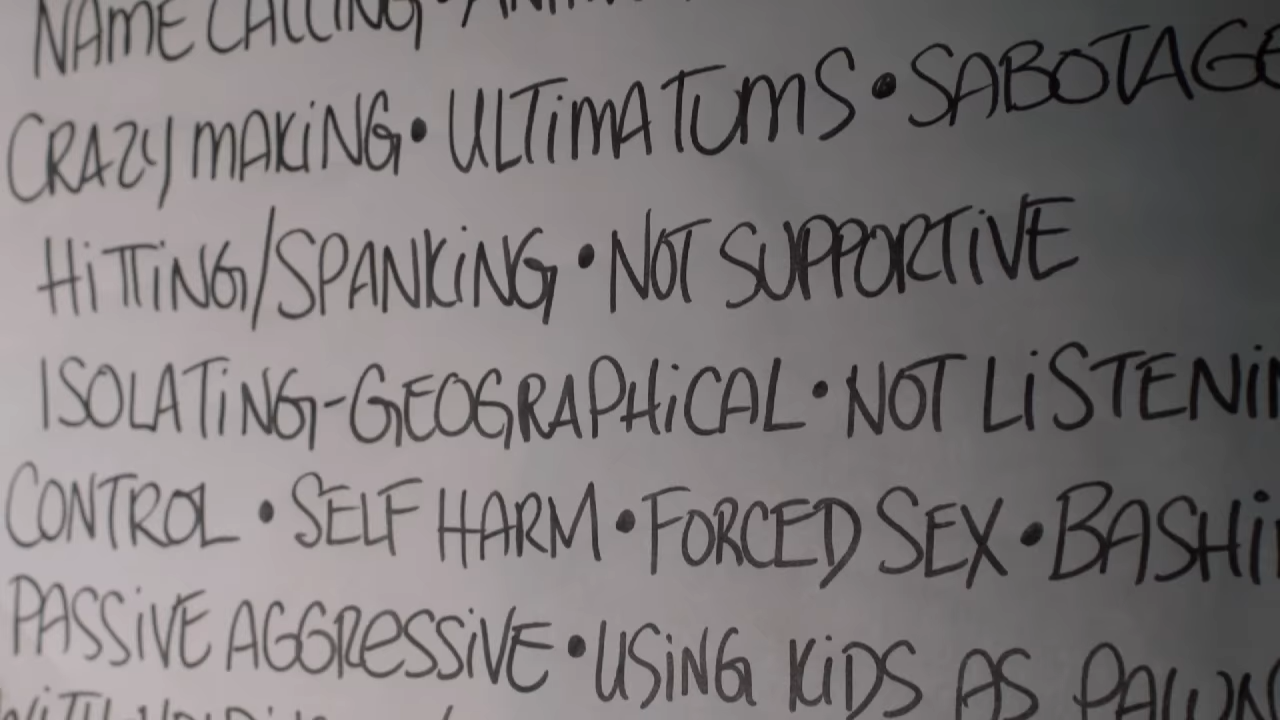 NAME CALLING •
CRAZY MAKING • ULTIMATUMS • SABOTAGE
HITTING/SPANKING • NOT SUPPORTIVE
ISOLATING-GEOGRAPHICAL • NOT LISTENIN
CONTROL • SELF HARM • FORCED SEX • BASHI
PASSIVE AGGRESSIVE • USING KIDS AS PAWN